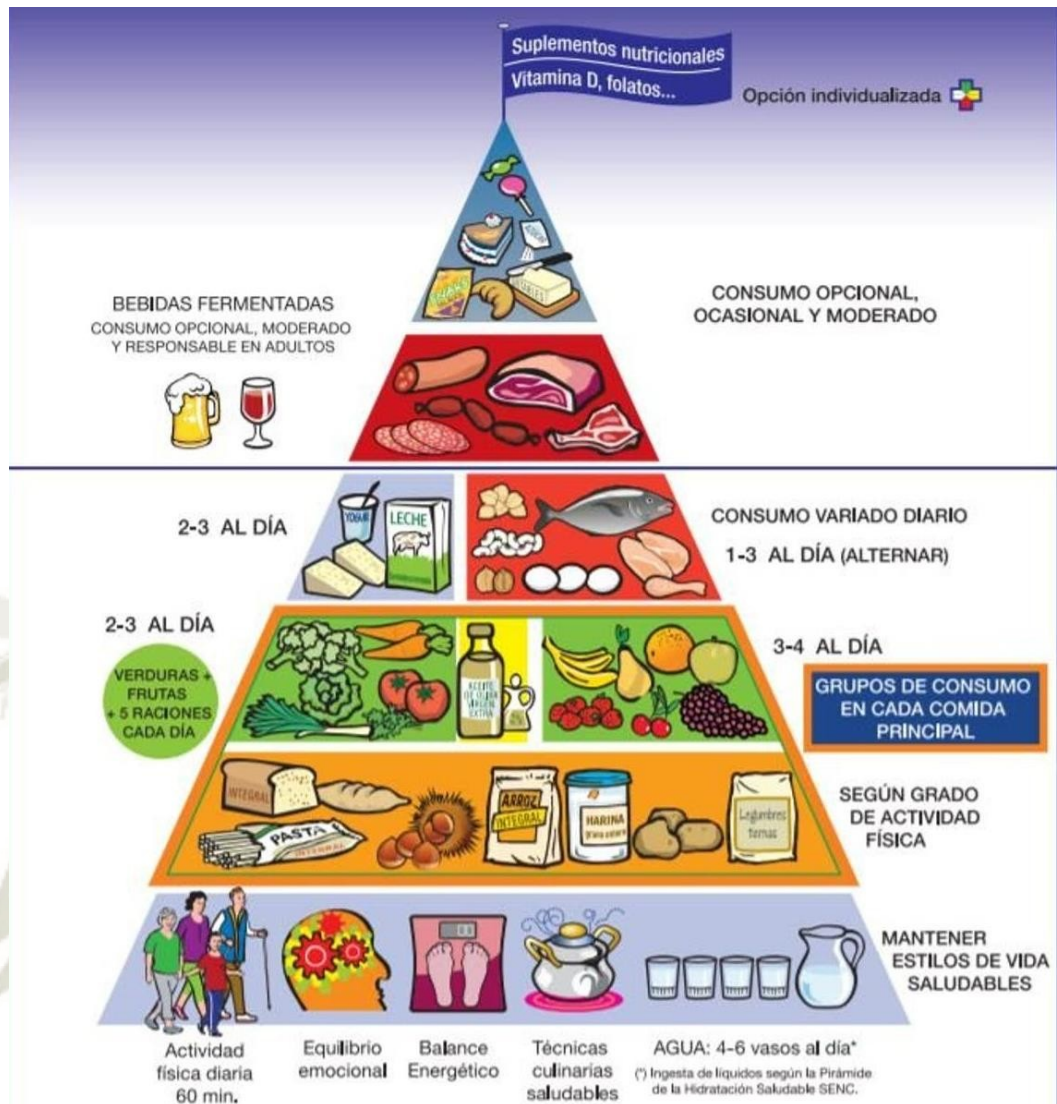 Suplementos nutricionales
Vitamina D, folatos...
Opción individualizada
AZÚCAR
SNAKS
UNTABLES
BEBIDAS FERMENTADAS
CONSUMO OPCIONAL, MODERADO
Y RESPONSABLE EN ADULTOS
CONSUMO OPCIONAL,
OCASIONAL Y MODERADO
2-3 AL DÍA
YOGUR
LECHE
CONSUMO VARIADO DIARIO
1-3 AL DÍA (ALTERNAR)
2-3 AL DÍA
VERDURAS +
FRUTAS
+ 5 RACIONES
CADA DÍA
ACEITE
DE OLIVA
VIRGEN
EXTRA
3-4 AL DÍA
GRUPOS DE CONSUMO
EN CADA COMIDA
PRINCIPAL
INTEGRAL
PASTA
INTEGRAL
ARROZ
INTEGRAL
HARINA
Legumbres
tiernas
SEGÚN GRADO
DE ACTIVIDAD
FÍSICA
MANTENER
ESTILOS DE VIDA
SALUDABLES
Actividad
física diaria
60 min.
Equilibrio
emocional
Balance
Energético
Técnicas
culinarias
saludables
AGUA: 4-6 vasos al día*
(*) Ingesta de líquidos según la Pirámide
de la Hidratación Saludable SENC.